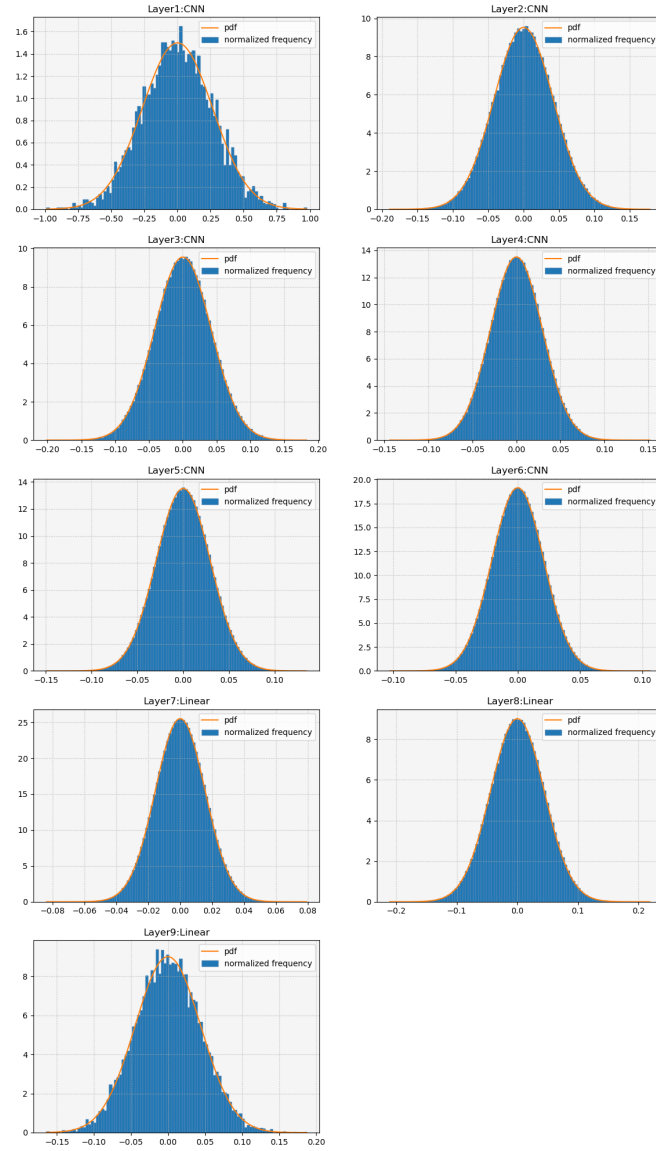 Layer1:CNN
pdf
normalized frequency
1.6
1.4
1.2
1.0
0.8
0.6
0.4
0.2
0.0
−1.00 −0.75 −0.50 −0.25 0.00 0.25 0.50 0.75 1.00
Layer2:CNN
pdf
normalized frequency
10
8
6
4
2
0
−0.20 −0.15 −0.10 −0.05 0.00 0.05 0.10 0.15
Layer3:CNN
pdf
normalized frequency
10
8
6
4
2
0
−0.20 −0.15 −0.10 −0.05 0.00 0.05 0.10 0.15 0.20
Layer4:CNN
pdf
normalized frequency
14
12
10
8
6
4
2
0
−0.15 −0.10 −0.05 0.00 0.05 0.10 0.15
Layer5:CNN
pdf
normalized frequency
14
12
10
8
6
4
2
0
−0.15 −0.10 −0.05 0.00 0.05 0.10
Layer6:CNN
pdf
normalized frequency
20.0
17.5
15.0
12.5
10.0
7.5
5.0
2.5
0.0
−0.10 −0.05 0.00 0.05 0.10
Layer7:Linear
pdf
normalized frequency
25
20
15
10
5
0
−0.08 −0.06 −0.04 −0.02 0.00 0.02 0.04 0.06 0.08
Layer8:Linear
pdf
normalized frequency
8
6
4
2
0
−0.2 −0.1 0.0 0.1 0.2
Layer9:Linear
pdf
normalized frequency
8
6
4
2
0
−0.15 −0.10 −0.05 0.00 0.05 0.10 0.15 0.20